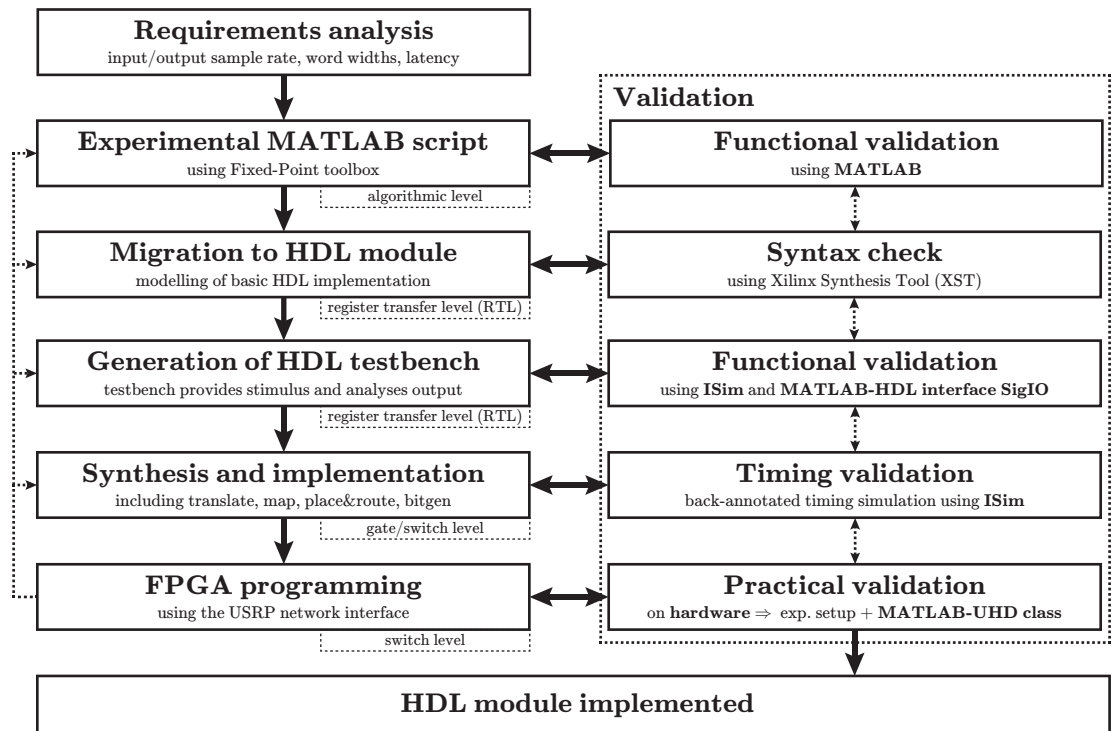 Requirements analysis
input/output sample rate, word widths, latency
Validation
Experimental MATLAB script
using Fixed-Point toolbox
algorithmic level
Functional validation
using MATLAB
Migration to HDL module
modelling of basic HDL implementation
register transfer level (RTL)
Syntax check
using Xilinx Synthesis Tool (XST)
Generation of HDL testbench
testbench provides stimulus and analyses output
register transfer level (RTL)
Functional validation
using ISim and MATLAB-HDL interface SigIO
Synthesis and implementation
including translate, map, place&route, bitgen
gate/switch level
Timing validation
back-annotated timing simulation using ISim
FPGA programming
using the USRP network interface
switch level
Practical validation
on hardware ⇒ exp. setup + MATLAB-UHD class
HDL module implemented